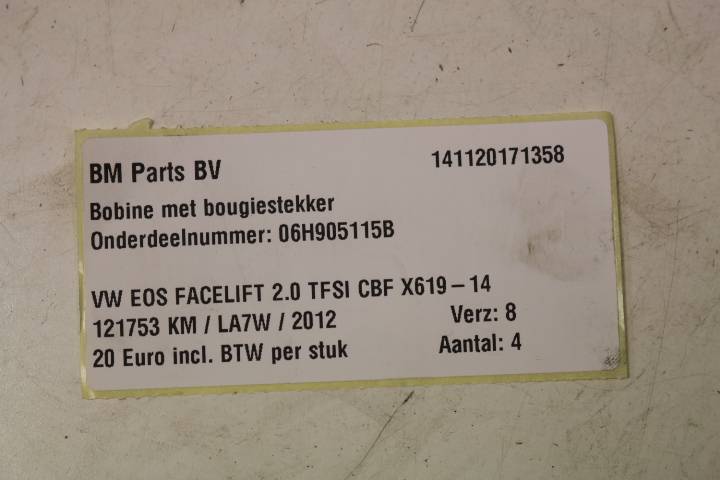 BM Parts BV 141120171358
Bobine met bougiestekker
Onderdeelnummer: 06H905115B
VW EOS FACELIFT 2.0 TFSI CBF X619-14
121753 KM / LA7W / 2012 Verz: 8
20 Euro incl. BTW per stuk Aantal: 4